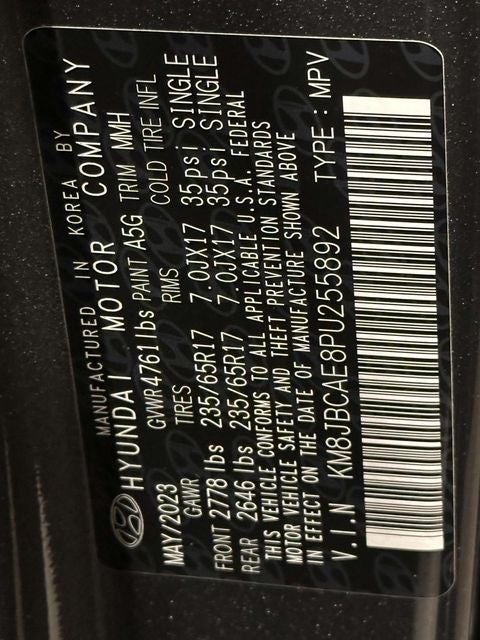 MANUFACTURED IN KOREA BY
HYUNDAI MOTOR COMPANY
MAY/2023 GVWR 4761 lbs PAINT A5G TRIM MMH
GAWR TIRES RIMS COLD TIRE INFL
FRONT 2778 lbs 235/65R17 7.0JX17 35psi SINGLE
REAR 2646 lbs 235/65R17 7.0JX17 35psi SINGLE
THIS VEHICLE CONFORMS TO ALL APPLICABLE U.S.A. FEDERAL
MOTOR VEHICLE SAFETY AND THEFT PREVENTION STANDARDS
IN EFFECT ON THE DATE OF MANUFACTURE SHOWN ABOVE
V.I.N KM8JBCAE8PU255892 TYPE : MPV